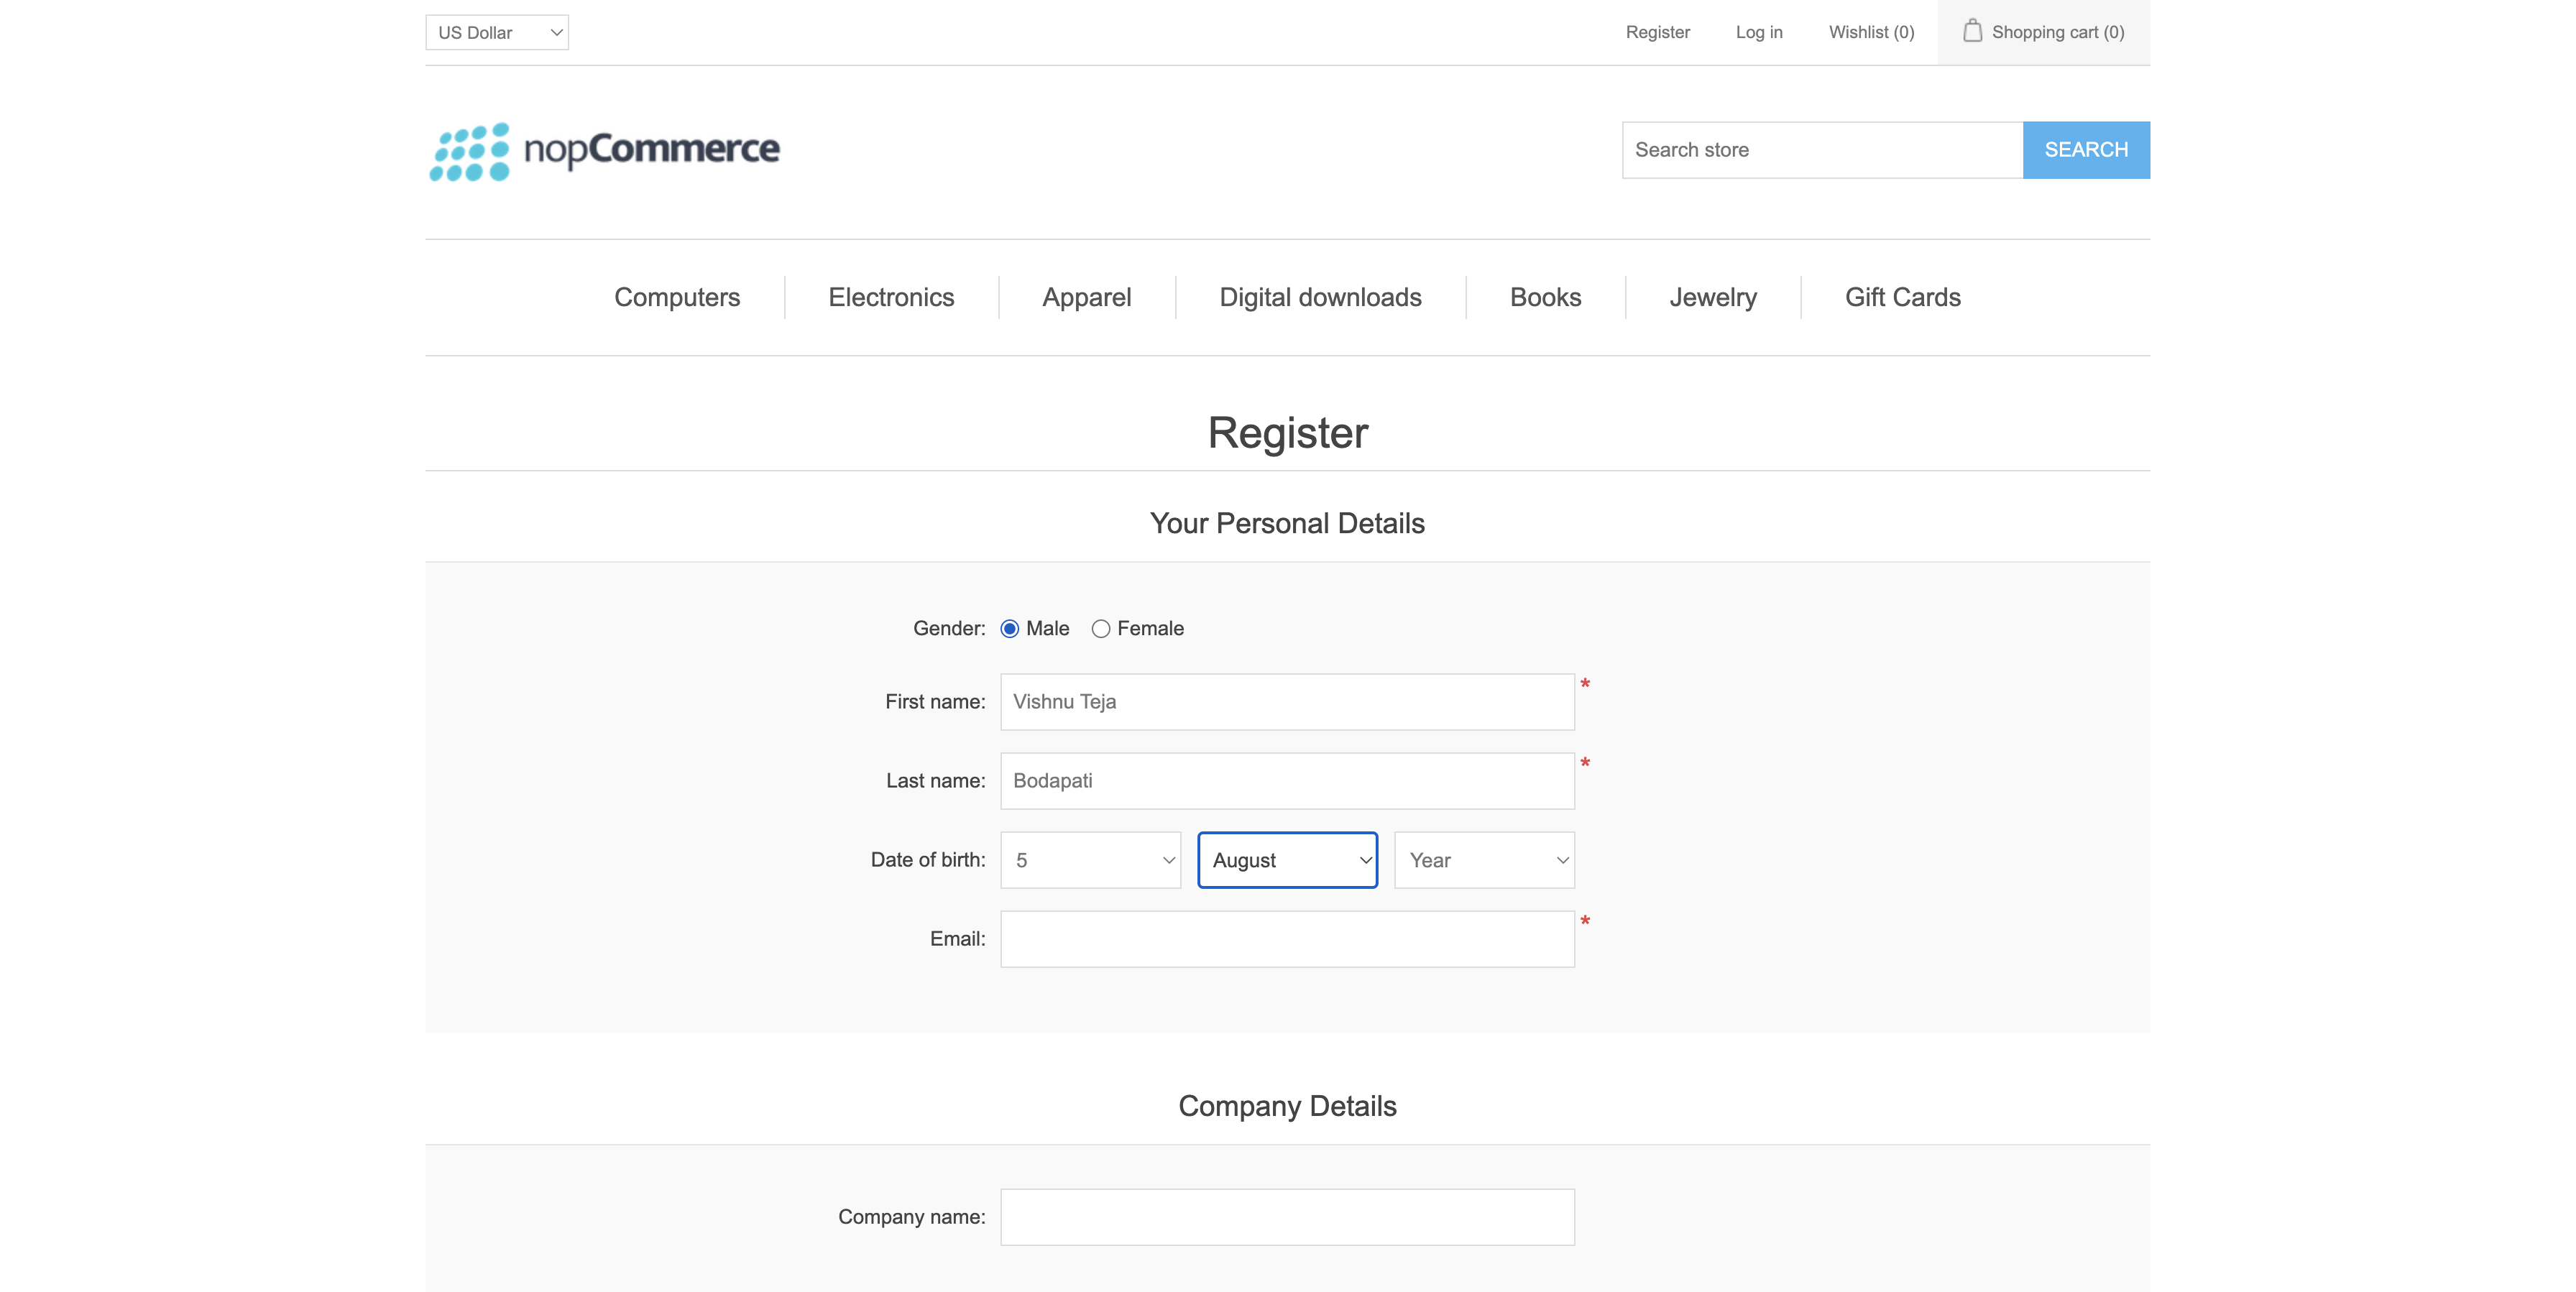 US Dollar
Register Log in Wishlist (0) Shopping cart (0)
nopCommerce
Search store SEARCH
Computers Electronics Apparel Digital downloads Books Jewelry Gift Cards
Register
Your Personal Details
Gender: Male Female
First name: Vishnu Teja *
Last name: Bodapati *
Date of birth: 5 August Year
Email: *
Company Details
Company name: